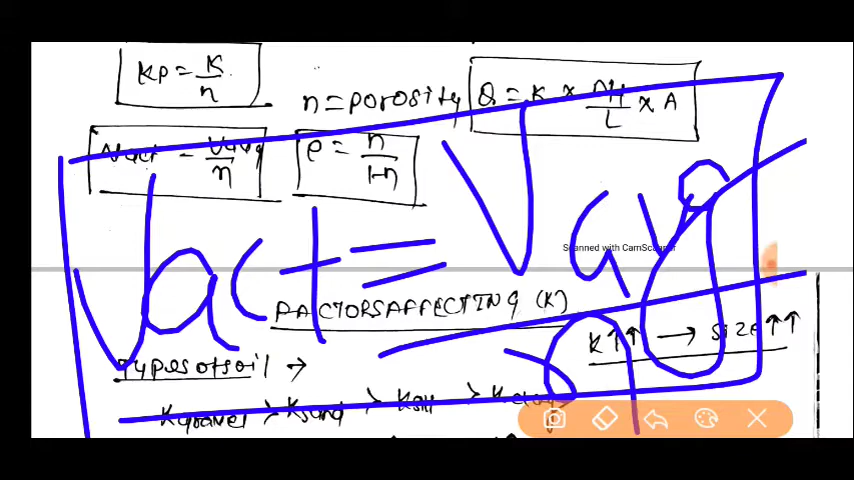 Kp = K/n
n = porosity
Q = K × ΔH/L × A
Vact = Vavg/n
e = n/1-n
Vact = Vavg/n
Scanned with CamScanner
FACTORS AFFECTING (K)
K↑↑ → Size↑↑
Types of soil →
Kgravel > Ksand > Ksilt > Kclay